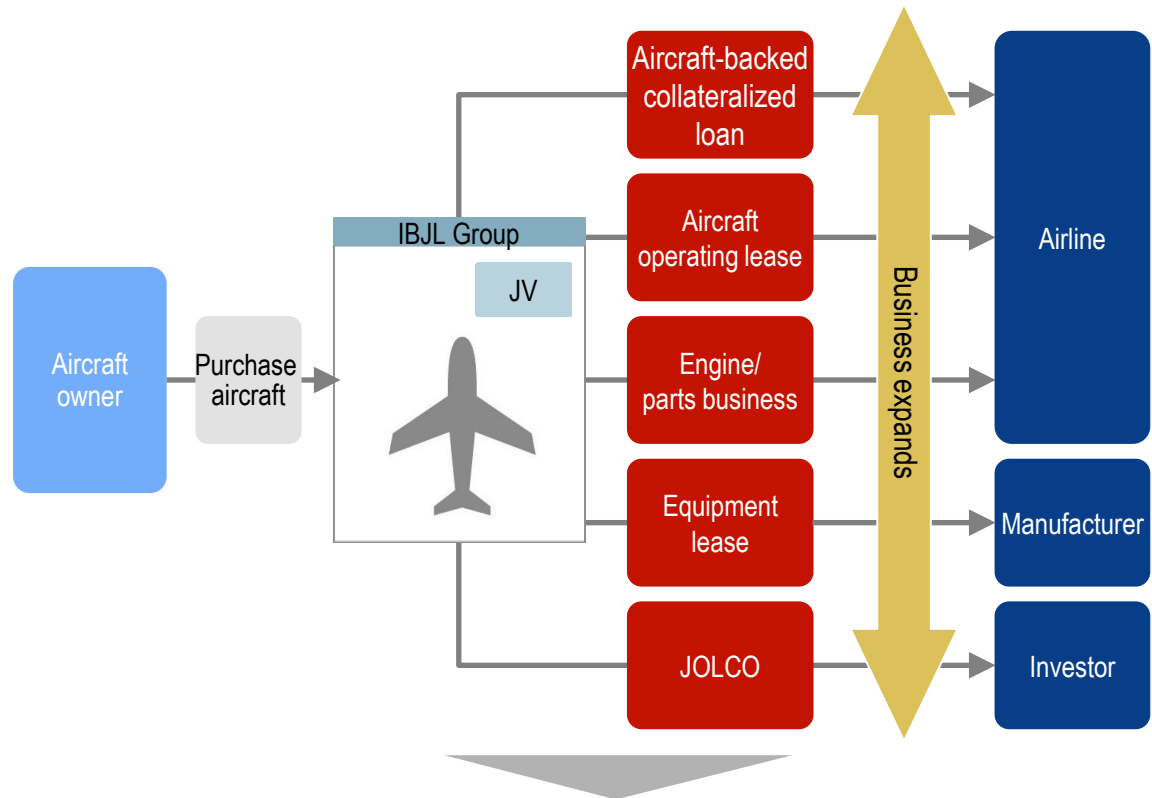 Aircraft
owner
Purchase
aircraft
IBJL Group
JV
Aircraft-backed
collateralized
loan
Aircraft
operating lease
Engine/
parts business
Equipment
lease
JOLCO
Business expands
Airline
Manufacturer
Investor